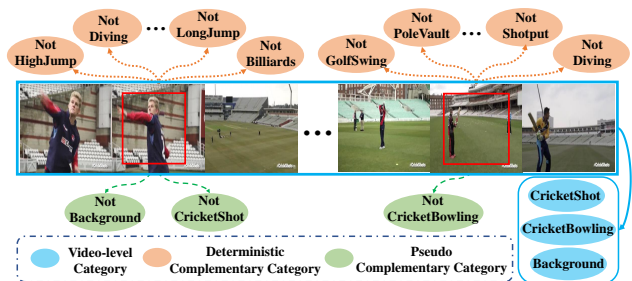 Not
Diving
...
Not
LongJump
Not
HighJump
Not
Billiards
Not
PoleVault
...
Not
Shotput
Not
GolfSwing
Not
Diving
...
Not
Background
Not
CricketShot
Not
CricketBowling
CricketShot
CricketBowling
Background
Video-level
Category
Deterministic
Complementary Category
Pseudo
Complementary Category